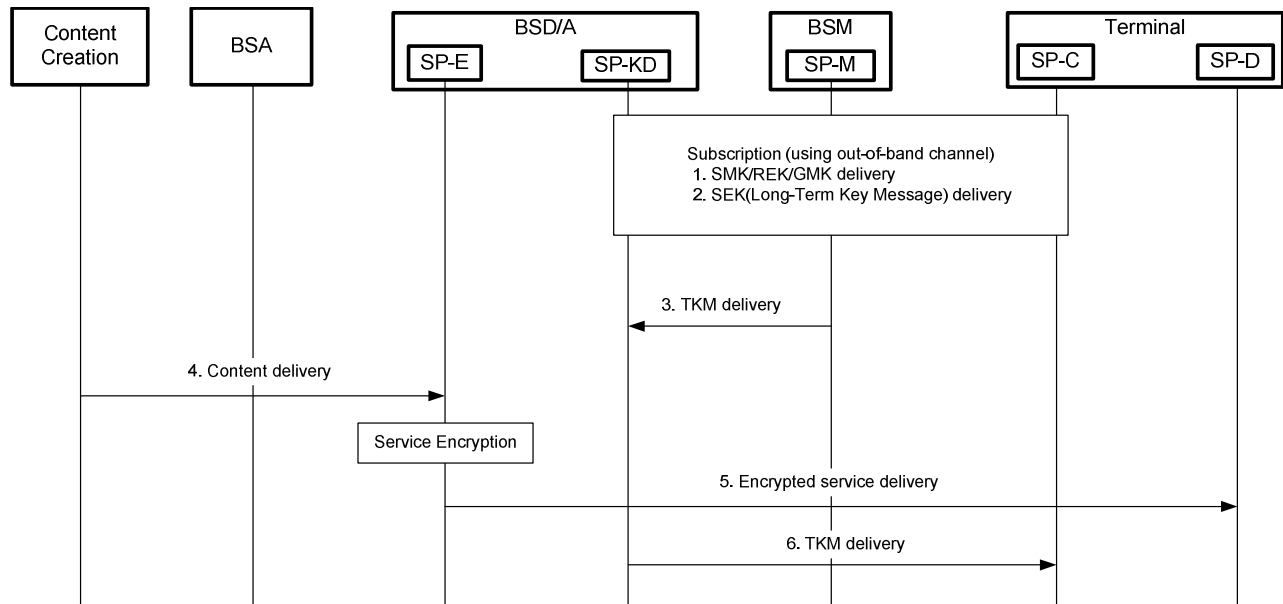 Content
Creation
BSA
BSD/A
SP-E
SP-KD
BSM
SP-M
Terminal
SP-C
SP-D
Subscription (using out-of-band channel)
1. SMK/REK/GMK delivery
2. SEK(Long-Term Key Message) delivery
3. TKM delivery
4. Content delivery
Service Encryption
5. Encrypted service delivery
6. TKM delivery